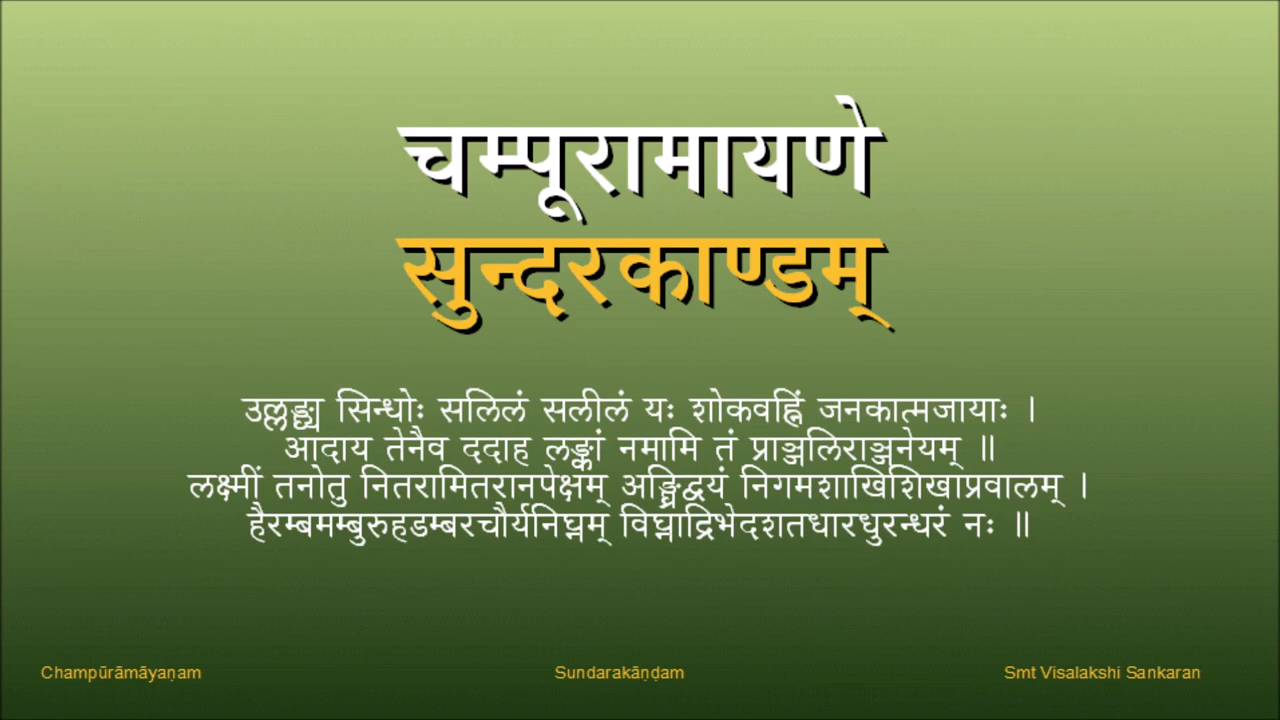 चम्पूरामायणे
सुन्दरकाण्डम्
उल्लङ्घ्य सिन्धोः सलिलं सलीलं यः शोकवह्निं जनकात्मजायाः ।
आदाय तेनैव ददाह लङ्कां नमामि तं प्राञ्जलिराञ्जनेयम् ॥
लक्ष्मीं तनोतु नितरामितरानपेक्षम् अङ्घ्रिद्वयं निगमशाखिशिखाप्रवालम् ।
हैरम्बमम्बुरुहडम्बरचौर्यनिघ्नम् विघ्नाद्रिभेदशतधारधुरन्धरं नः ॥
Champūrāmāyaṇam
Sundarakāṇḍam
Smt Visalakshi Sankaran